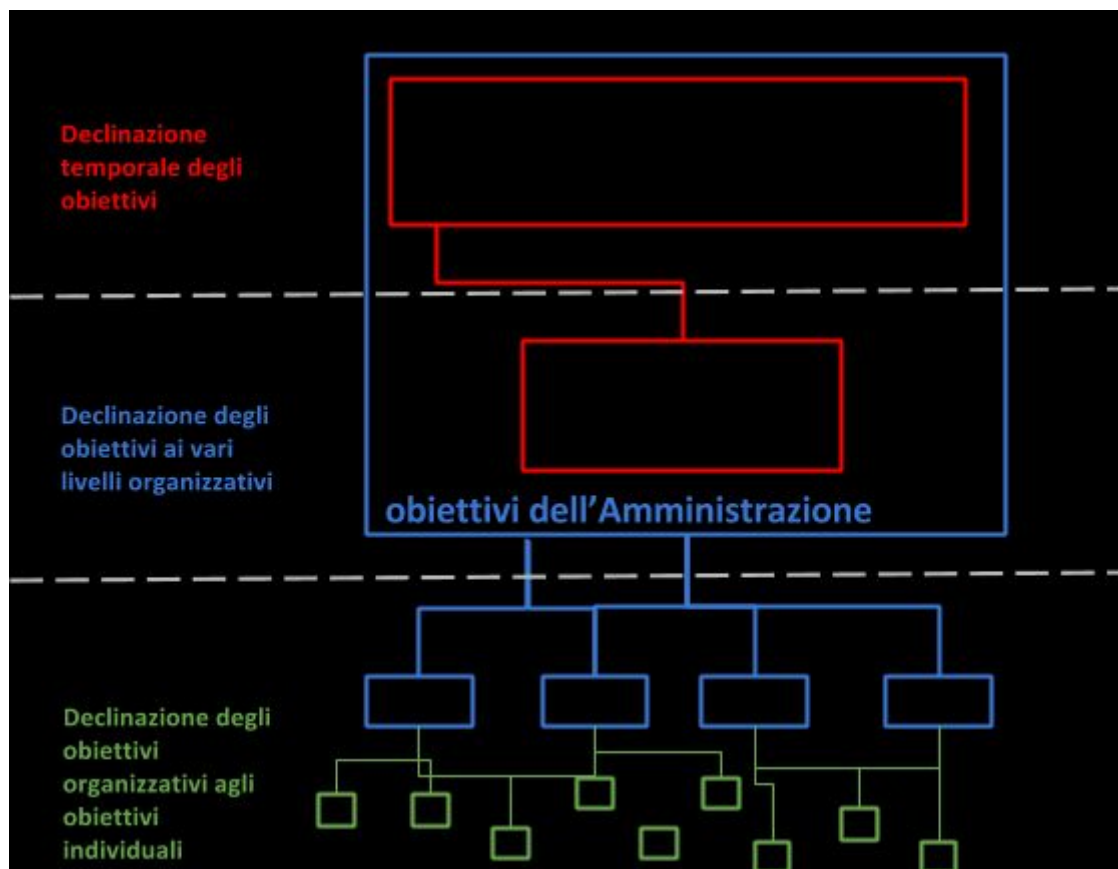 Declinazione
temporale degli
obiettivi
Declinazione degli
obiettivi ai vari
livelli organizzativi
obiettivi dell’Amministrazione
Declinazione degli
obiettivi
organizzativi agli
obiettivi
individuali